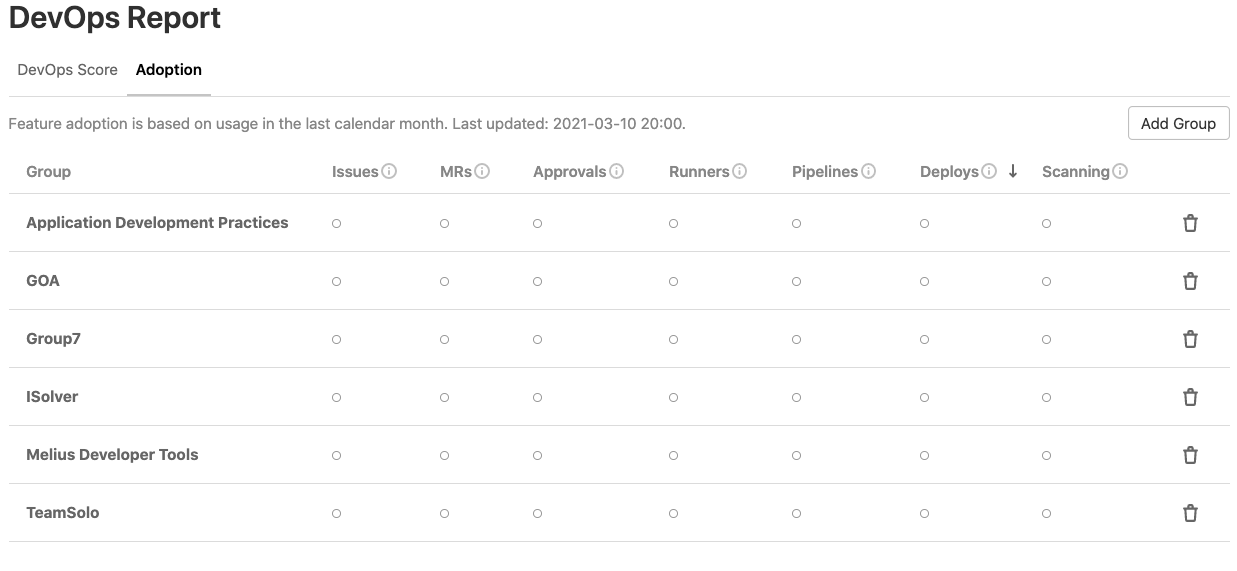 DevOps Report
DevOps Score Adoption
Feature adoption is based on usage in the last calendar month. Last updated: 2021-03-10 20:00.
Add Group
Group Issues MRs Approvals Runners Pipelines Deploys Scanning
Application Development Practices
GOA
Group7
ISolver
Melius Developer Tools
TeamSolo